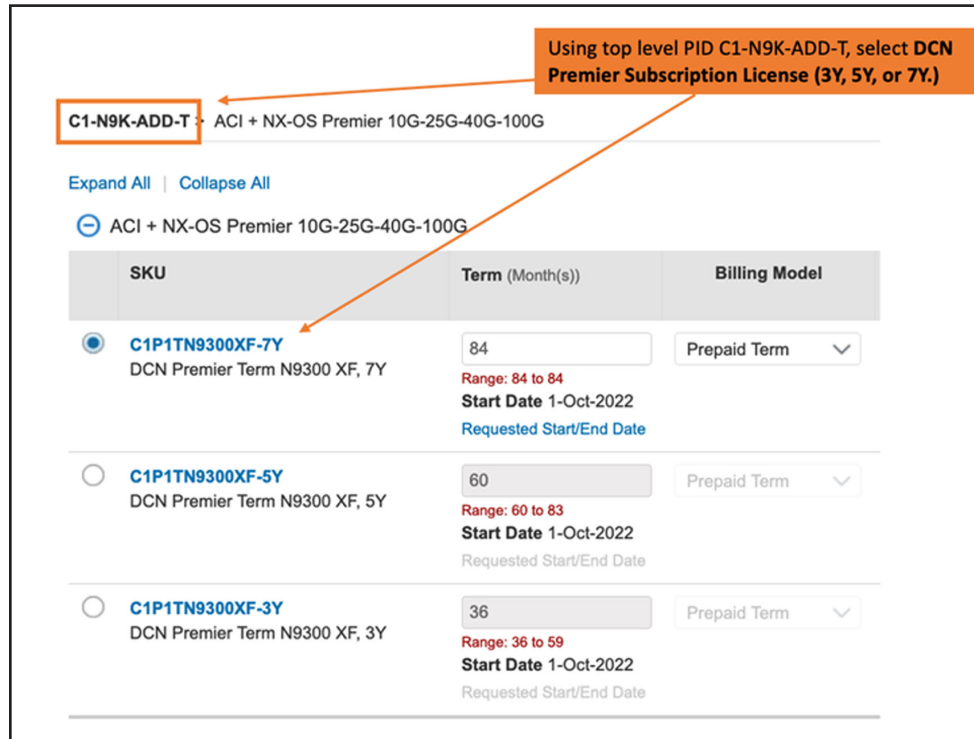 Using top level PID C1-N9K-ADD-T, select DCN
Premier Subscription License (3Y, 5Y, or 7Y.)
C1-N9K-ADD-T > ACI + NX-OS Premier 10G-25G-40G-100G
Expand All | Collapse All
ACI + NX-OS Premier 10G-25G-40G-100G
SKU Term (Month(s)) Billing Model
C1P1TN9300XF-7Y 84 Prepaid Term
DCN Premier Term N9300 XF, 7Y
Range: 84 to 84
Start Date 1-Oct-2022
Requested Start/End Date
C1P1TN9300XF-5Y 60 Prepaid Term
DCN Premier Term N9300 XF, 5Y
Range: 60 to 83
Start Date 1-Oct-2022
Requested Start/End Date
C1P1TN9300XF-3Y 36 Prepaid Term
DCN Premier Term N9300 XF, 3Y
Range: 36 to 59
Start Date 1-Oct-2022
Requested Start/End Date